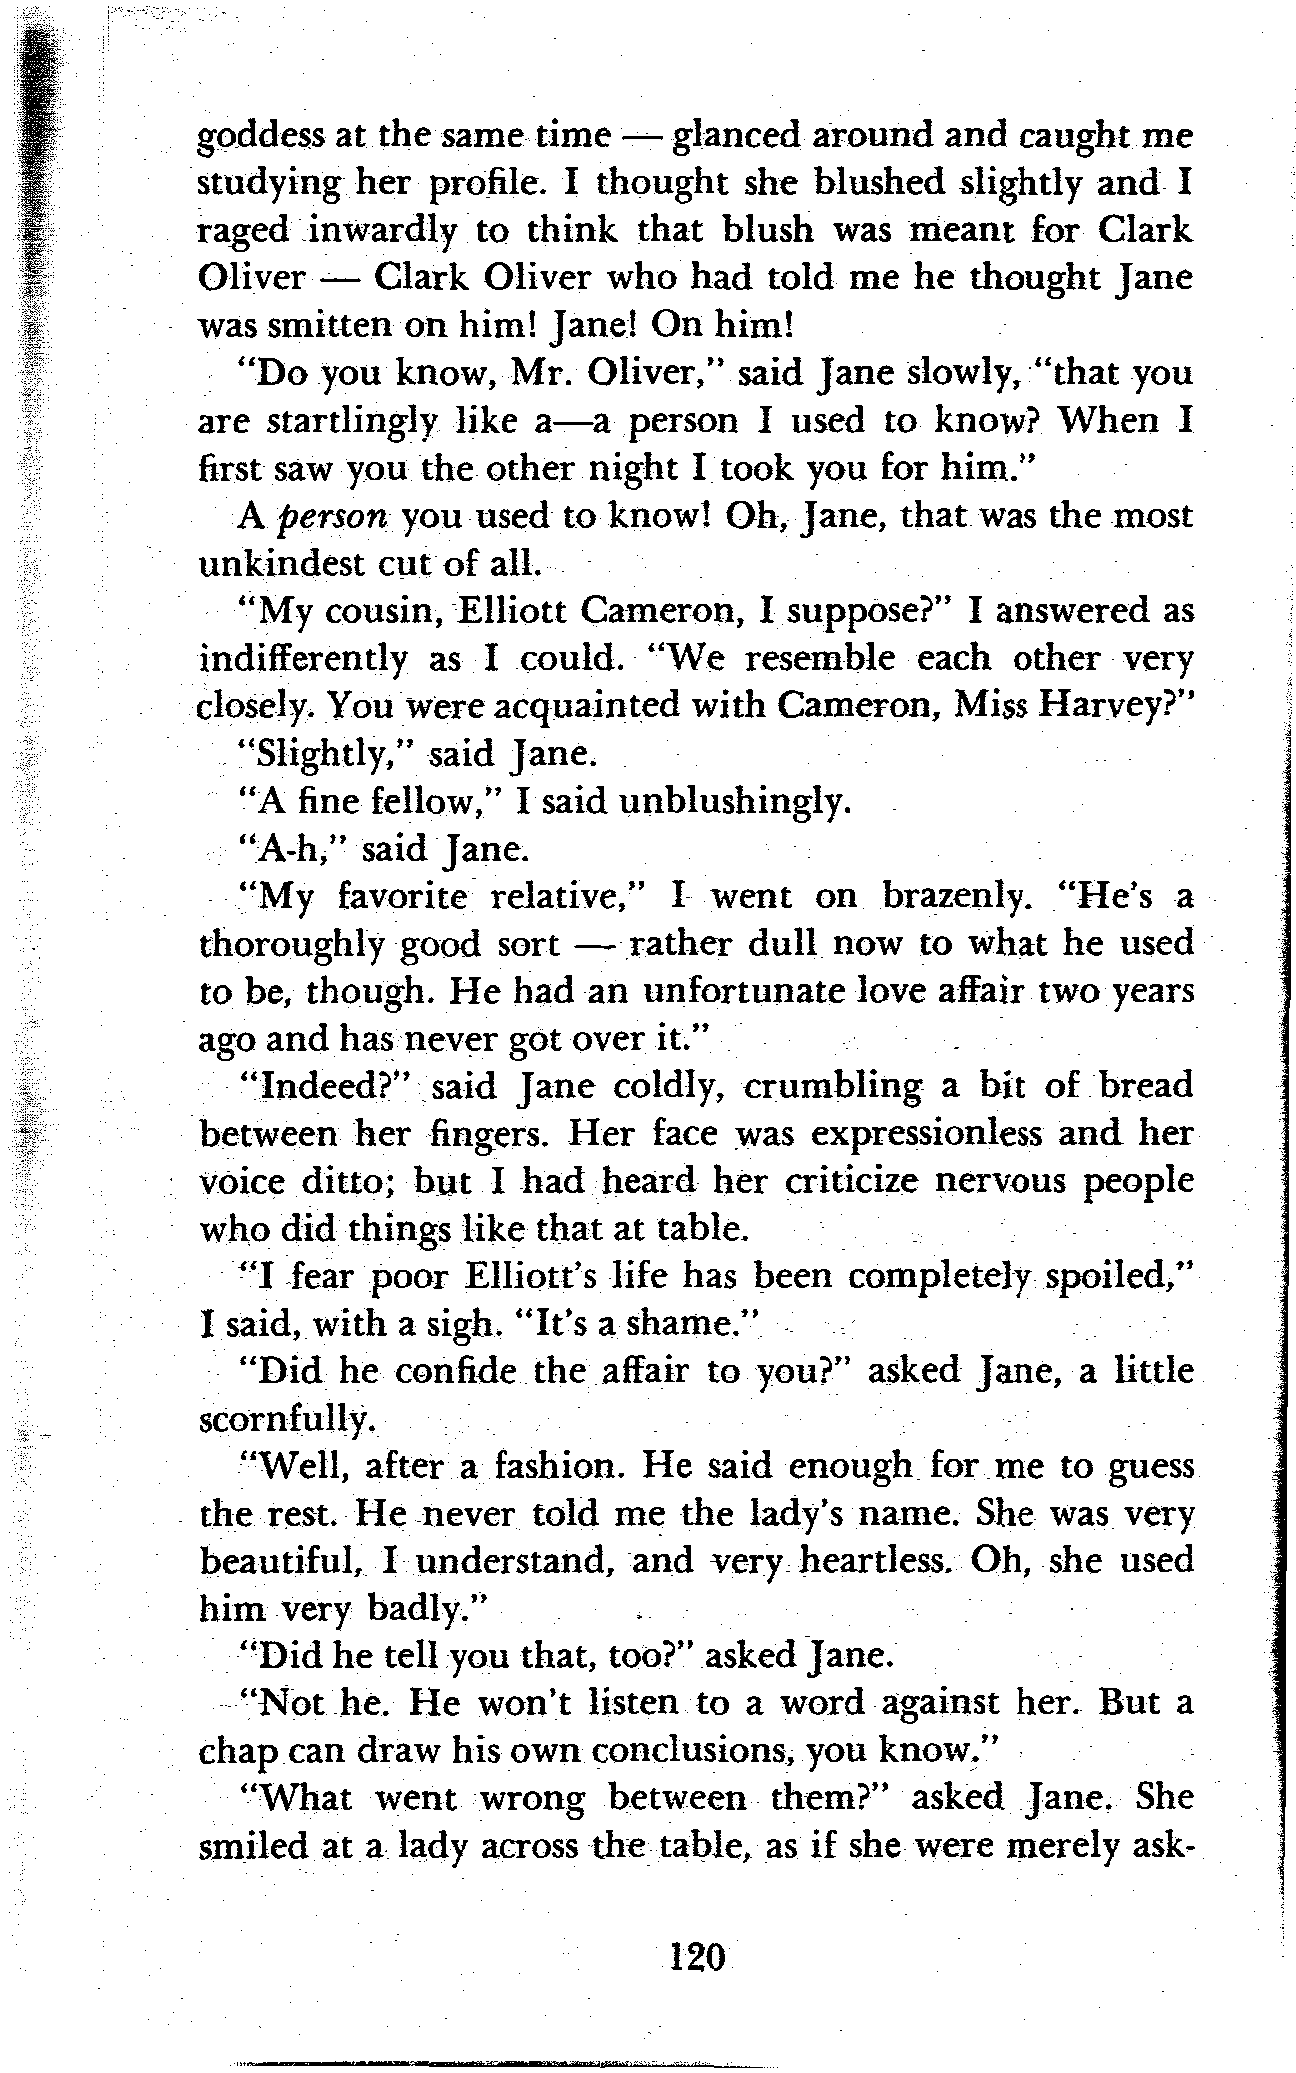 goddess at the same time — glanced around and caught me
studying her profile. I thought she blushed slightly and I
raged inwardly to think that blush was meant for Clark
Oliver — Clark Oliver who had told me he thought Jane
was smitten on him! Jane! On him!
“Do you know, Mr. Oliver,” said Jane slowly, “that you
are startlingly like a—a person I used to know? When I
first saw you the other night I took you for him.”
A person you used to know! Oh, Jane, that was the most
unkindest cut of all.
“My cousin, Elliott Cameron, I suppose?” I answered as
indifferently as I could. “We resemble each other very
closely. You were acquainted with Cameron, Miss Harvey?”
“Slightly,” said Jane.
“A fine fellow,” I said unblushingly.
“A-h,” said Jane.
“My favorite relative,” I went on brazenly. “He’s a
thoroughly good sort — rather dull now to what he used
to be, though. He had an unfortunate love affair two years
ago and has never got over it.”
“Indeed?” said Jane coldly, crumbling a bit of bread
between her fingers. Her face was expressionless and her
voice ditto; but I had heard her criticize nervous people
who did things like that at table.
“I fear poor Elliott’s life has been completely spoiled,”
I said, with a sigh. “It’s a shame.”
“Did he confide the affair to you?” asked Jane, a little
scornfully.
“Well, after a fashion. He said enough for me to guess
the rest. He never told me the lady’s name. She was very
beautiful, I understand, and very heartless. Oh, she used
him very badly.”
“Did he tell you that, too?” asked Jane.
“Not he. He won’t listen to a word against her. But a
chap can draw his own conclusions, you know.”
“What went wrong between them?” asked Jane. She
smiled at a lady across the table, as if she were merely ask-
120